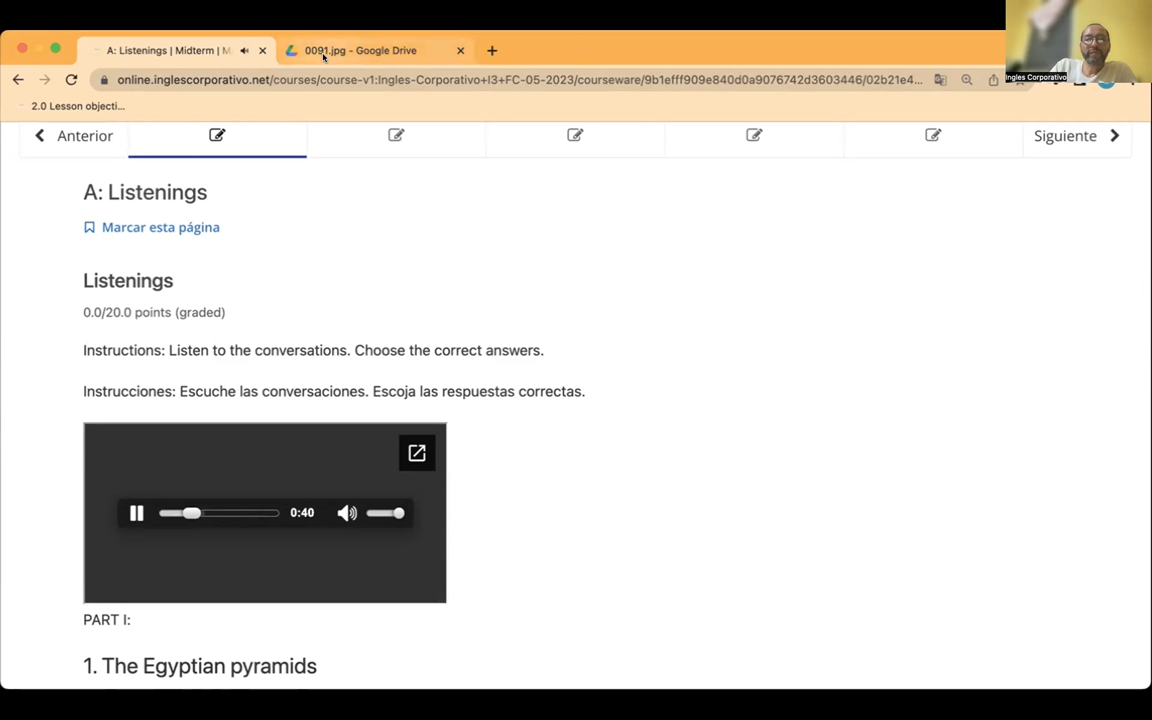 A: Listenings | Midterm | M
0091.jpg - Google Drive
online.inglescorporativo.net/courses/course-v1:Ingles-Corporativo+I3+FC-05-2023/courseware/9b1efff909e840d0a9076742d3603446/02b21e4...
Ingles Corporativo
2.0 Lesson objecti...
Anterior
Siguiente
A: Listenings
Marcar esta página
Listenings
0.0/20.0 points (graded)
Instructions: Listen to the conversations. Choose the correct answers.
Instrucciones: Escuche las conversaciones. Escoja las respuestas correctas.
0:40
PART I:
1. The Egyptian pyramids